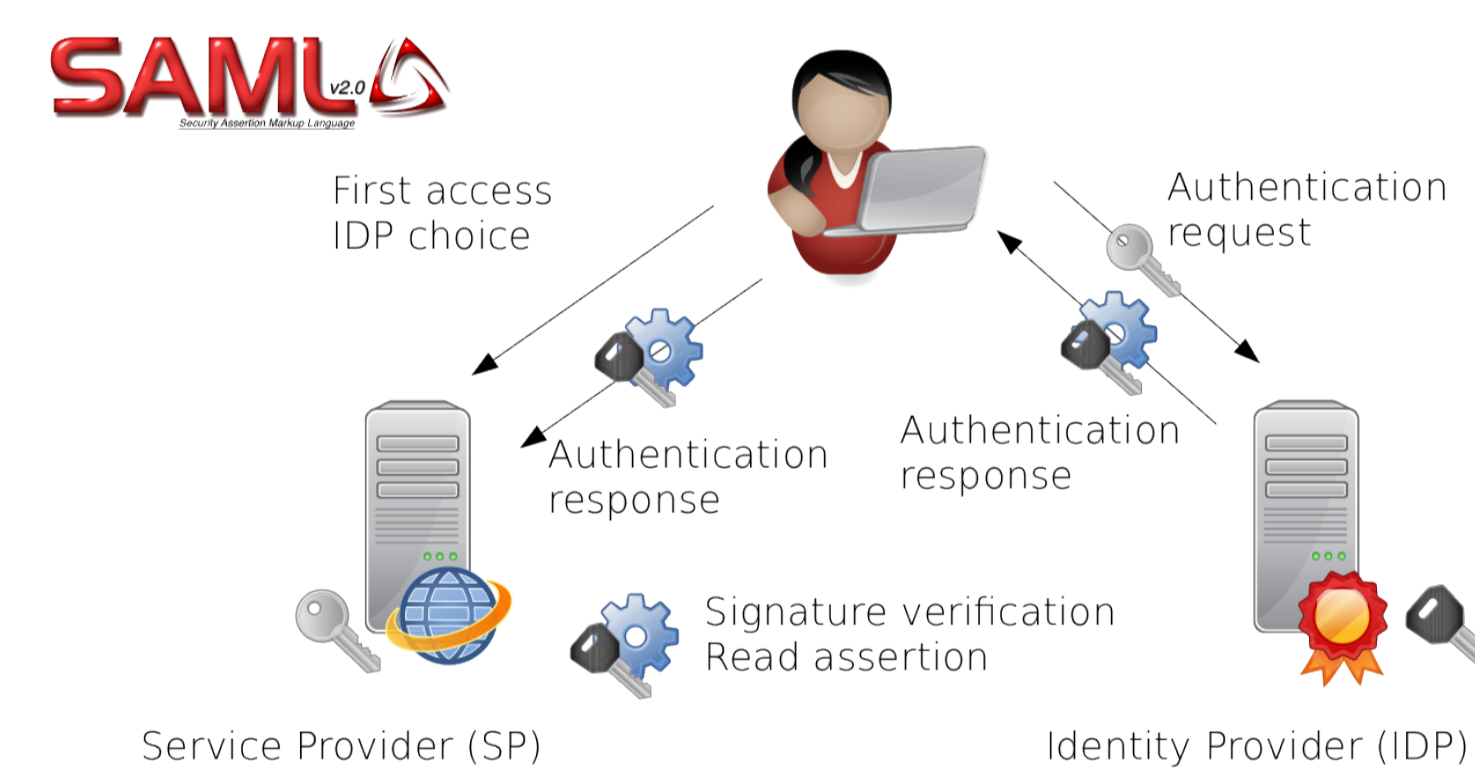 SAML v2.0
Security Assertion Markup Language
First access
IDP choice
Authentication
request
Authentication
response
Authentication
response
Signature verification
Read assertion
Service Provider (SP)
Identity Provider (IDP)